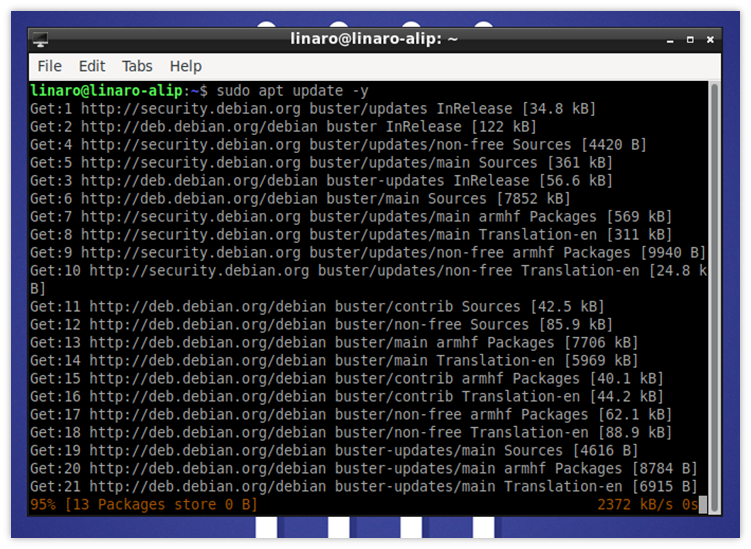 linaro@linaro-alip: ~
File Edit Tabs Help
linaro@linaro-alip:~$ sudo apt update -y
Get:1 http://security.debian.org buster/updates InRelease [34.8 kB]
Get:2 http://deb.debian.org/debian buster InRelease [122 kB]
Get:4 http://security.debian.org buster/updates/non-free Sources [4420 B]
Get:5 http://security.debian.org buster/updates/main Sources [361 kB]
Get:3 http://deb.debian.org/debian buster-updates InRelease [56.6 kB]
Get:6 http://deb.debian.org/debian buster/main Sources [7852 kB]
Get:7 http://security.debian.org buster/updates/main armhf Packages [569 kB]
Get:8 http://security.debian.org buster/updates/main Translation-en [311 kB]
Get:9 http://security.debian.org buster/updates/non-free armhf Packages [9940 B]
Get:10 http://security.debian.org buster/updates/non-free Translation-en [24.8 k
B]
Get:11 http://deb.debian.org/debian buster/contrib Sources [42.5 kB]
Get:12 http://deb.debian.org/debian buster/non-free Sources [85.9 kB]
Get:13 http://deb.debian.org/debian buster/main armhf Packages [7706 kB]
Get:14 http://deb.debian.org/debian buster/main Translation-en [5969 kB]
Get:15 http://deb.debian.org/debian buster/contrib armhf Packages [40.1 kB]
Get:16 http://deb.debian.org/debian buster/contrib Translation-en [44.2 kB]
Get:17 http://deb.debian.org/debian buster/non-free armhf Packages [62.1 kB]
Get:18 http://deb.debian.org/debian buster/non-free Translation-en [88.9 kB]
Get:19 http://deb.debian.org/debian buster-updates/main Sources [4616 B]
Get:20 http://deb.debian.org/debian buster-updates/main armhf Packages [8784 B]
Get:21 http://deb.debian.org/debian buster-updates/main Translation-en [6915 B]
95% [13 Packages store 0 B] 2372 kB/s 0s